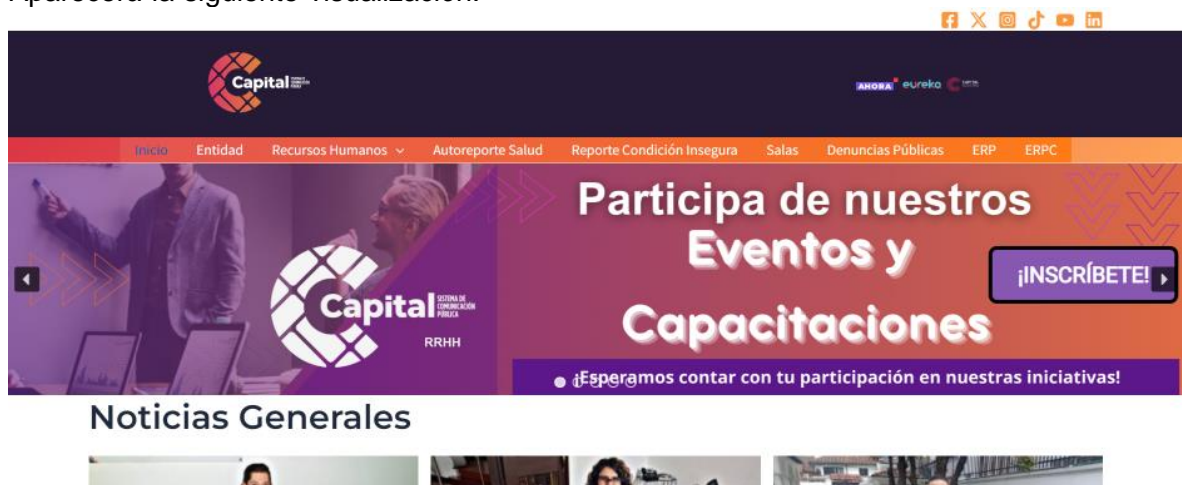 Aparecerá la siguiente visualización:
Capital
AHORA eureka
Inicio Entidad Recursos Humanos Autoreporte Salud Reporte Condición Insegura Salas Denuncias Públicas ERP ERPC
Participa de nuestros
Eventos y
¡INSCRÍBETE!
Capital SISTEMA DE
COMUNICACIÓN
PÚBLICA
RRHH
Capacitaciones
¡Esperamos contar con tu participación en nuestras iniciativas!
Noticias Generales